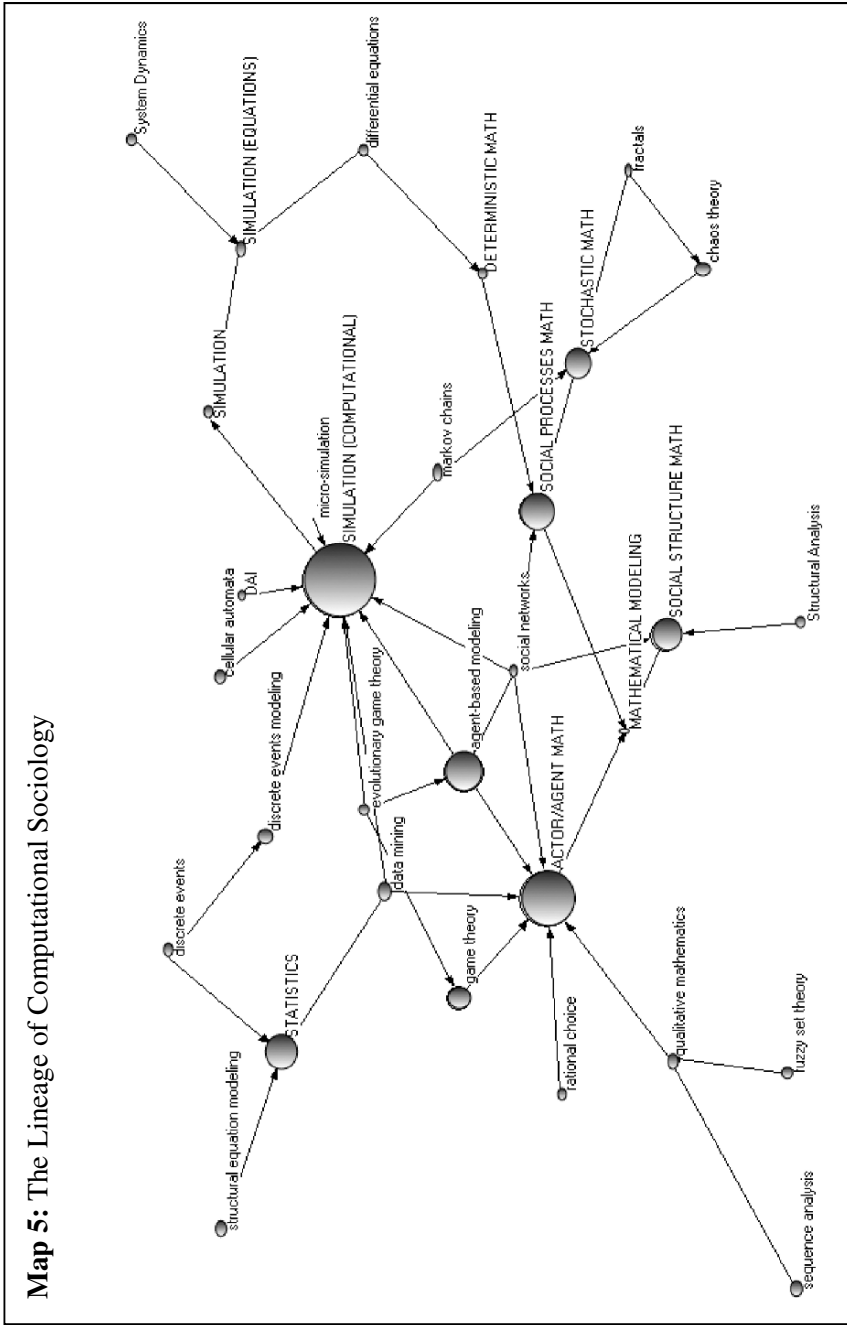 Map 5: The Lineage of Computational Sociology
structural equation modeling
discrete events
STATISTICS
discrete events modeling
cellular automata
DAI
micro-simulation
SIMULATION
SIMULATION (COMPUTATIONAL)
System Dynamics
SIMULATION (EQUATIONS)
differential equations
evolutionary game theory
data mining
game theory
agent-based modeling
markov chains
DETERMINISTIC MATH
social networks
rational choice
ACTOR/AGENT MATH
SOCIAL PROCESSES MATH
STOCHASTIC MATH
fractals
chaos theory
MATHEMATICAL MODELING
SOCIAL STRUCTURE MATH
Structural Analysis
qualitative mathematics
fuzzy set theory
sequence analysis